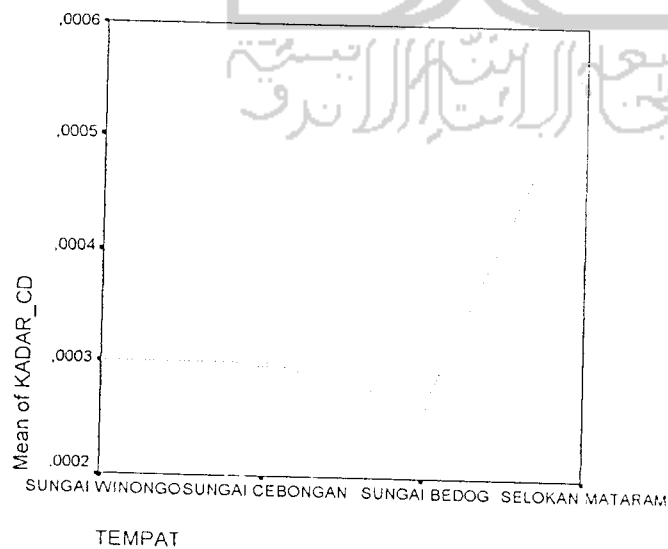 ,0006
,0005
,0004
,0003
,0002
Mean of KADAR_CD
SUNGAI WINONGO SUNGAI CEBONGAN SUNGAI BEDOG SELOKAN MATARAM
TEMPAT